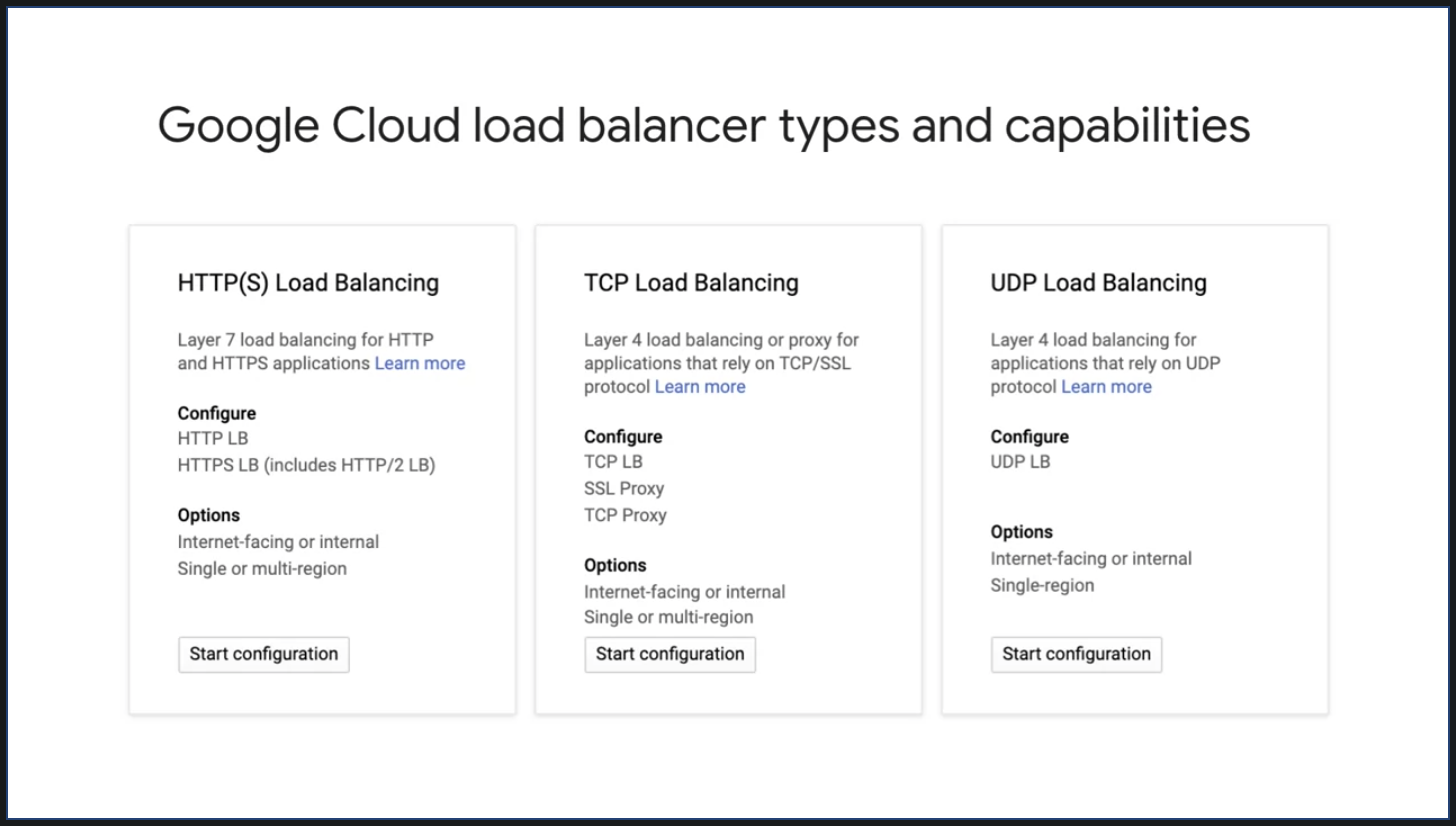 Google Cloud load balancer types and capabilities
HTTP(S) Load Balancing
Layer 7 load balancing for HTTP
and HTTPS applications Learn more
Configure
HTTP LB
HTTPS LB (includes HTTP/2 LB)
Options
Internet-facing or internal
Single or multi-region
Start configuration
TCP Load Balancing
Layer 4 load balancing or proxy for
applications that rely on TCP/SSL
protocol Learn more
Configure
TCP LB
SSL Proxy
TCP Proxy
Options
Internet-facing or internal
Single or multi-region
Start configuration
UDP Load Balancing
Layer 4 load balancing for
applications that rely on UDP
protocol Learn more
Configure
UDP LB
Options
Internet-facing or internal
Single-region
Start configuration